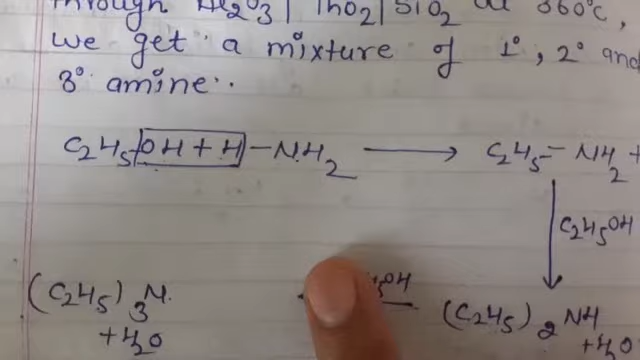 through Al2O3 | ThO2 | SiO2 at 360°C,
we get a mixture of 1°, 2° and
3° amine.
C2H5-OH + H-NH2 → C2H5-NH2 +
C2H5OH
(C2H5)3N. (C2H5)2NH
+H2O +H2O